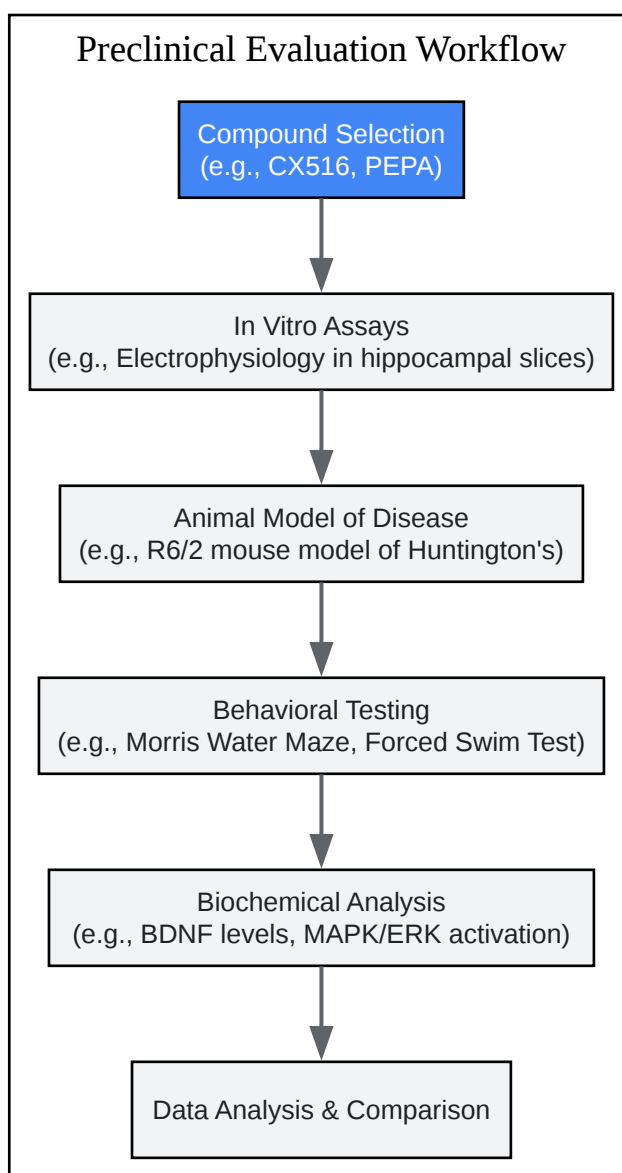 Preclinical Evaluation Workflow
Compound Selection
(e.g., CX516, PEPA)
In Vitro Assays
(e.g., Electrophysiology in hippocampal slices)
Animal Model of Disease
(e.g., R6/2 mouse model of Huntington's)
Behavioral Testing
(e.g., Morris Water Maze, Forced Swim Test)
Biochemical Analysis
(e.g., BDNF levels, MAPK/ERK activation)
Data Analysis & Comparison